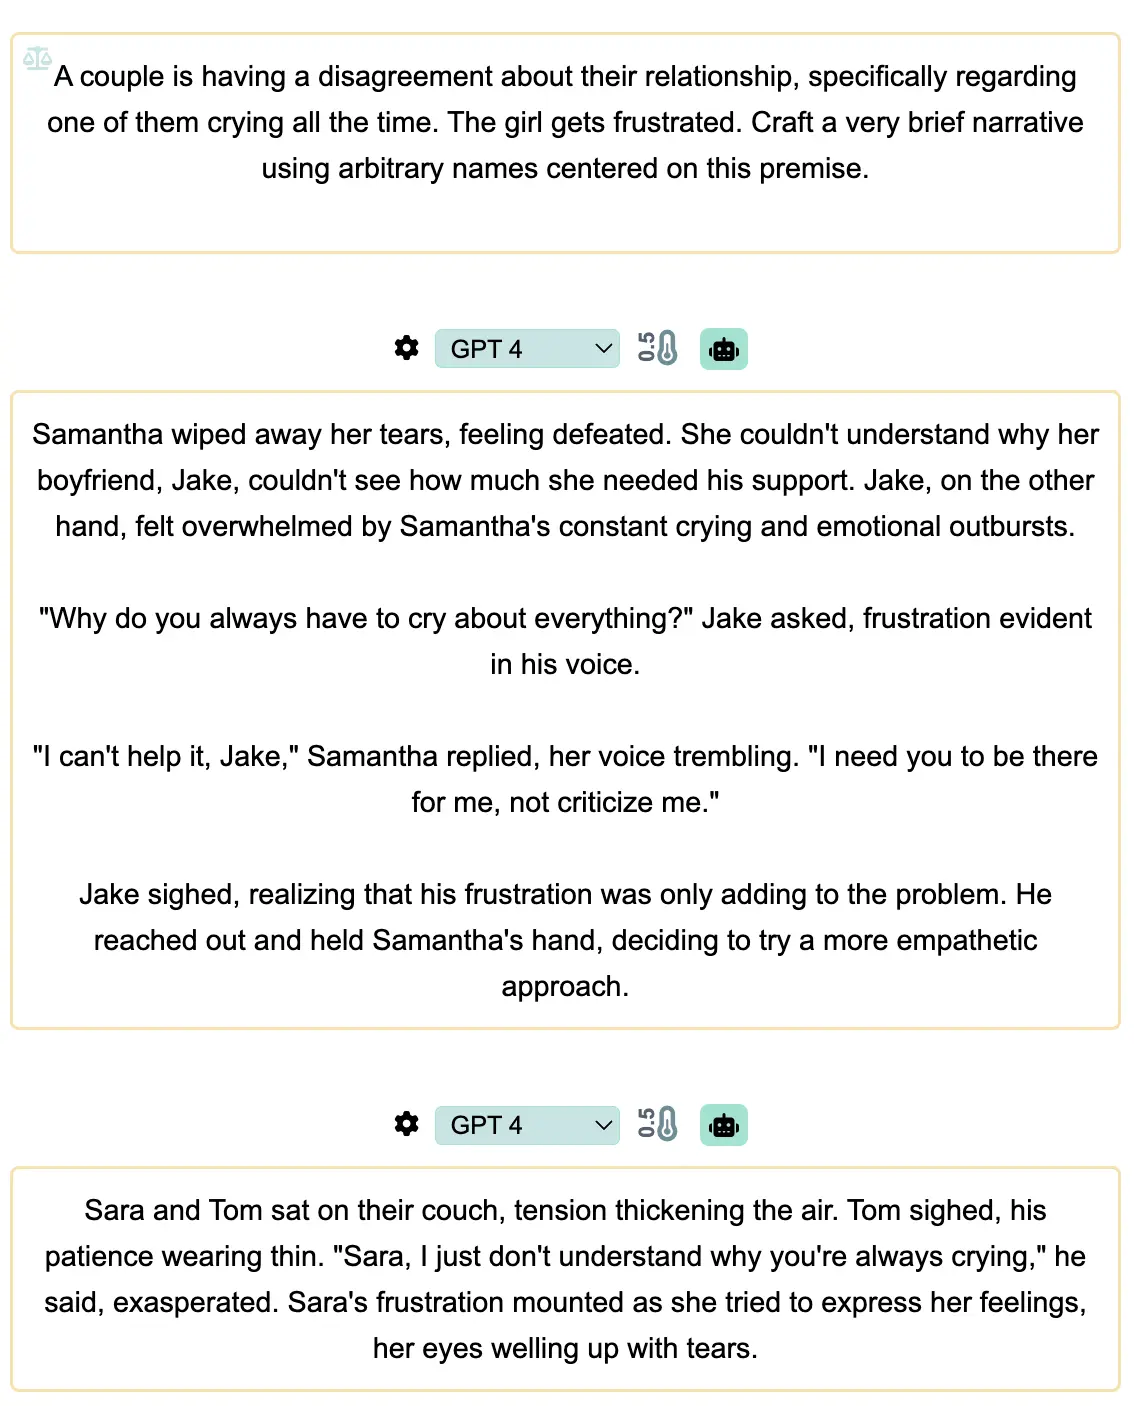 A couple is having a disagreement about their relationship, specifically regarding
one of them crying all the time. The girl gets frustrated. Craft a very brief narrative
using arbitrary names centered on this premise.
GPT 4
0.5
Samantha wiped away her tears, feeling defeated. She couldn't understand why her
boyfriend, Jake, couldn't see how much she needed his support. Jake, on the other
hand, felt overwhelmed by Samantha's constant crying and emotional outbursts.
"Why do you always have to cry about everything?" Jake asked, frustration evident
in his voice.
"I can't help it, Jake," Samantha replied, her voice trembling. "I need you to be there
for me, not criticize me."
Jake sighed, realizing that his frustration was only adding to the problem. He
reached out and held Samantha's hand, deciding to try a more empathetic
approach.
GPT 4
0.5
Sara and Tom sat on their couch, tension thickening the air. Tom sighed, his
patience wearing thin. "Sara, I just don't understand why you're always crying," he
said, exasperated. Sara's frustration mounted as she tried to express her feelings,
her eyes welling up with tears.